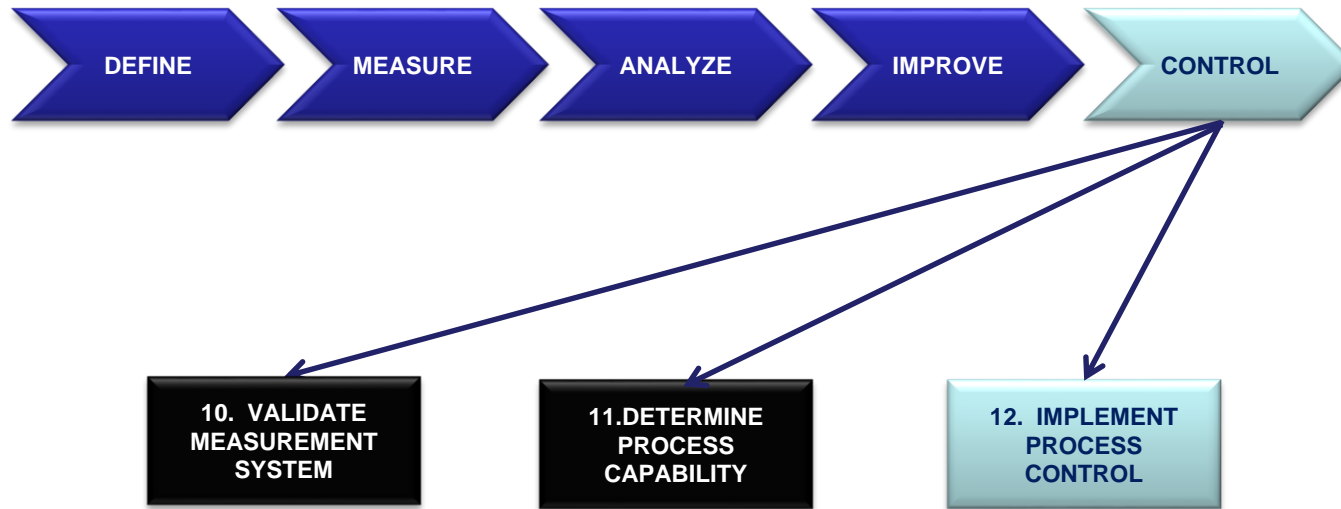 DEFINE
MEASURE
ANALYZE
IMPROVE
CONTROL
10. VALIDATE
MEASUREMENT
SYSTEM
11.DETERMINE
PROCESS
CAPABILITY
12. IMPLEMENT
PROCESS
CONTROL